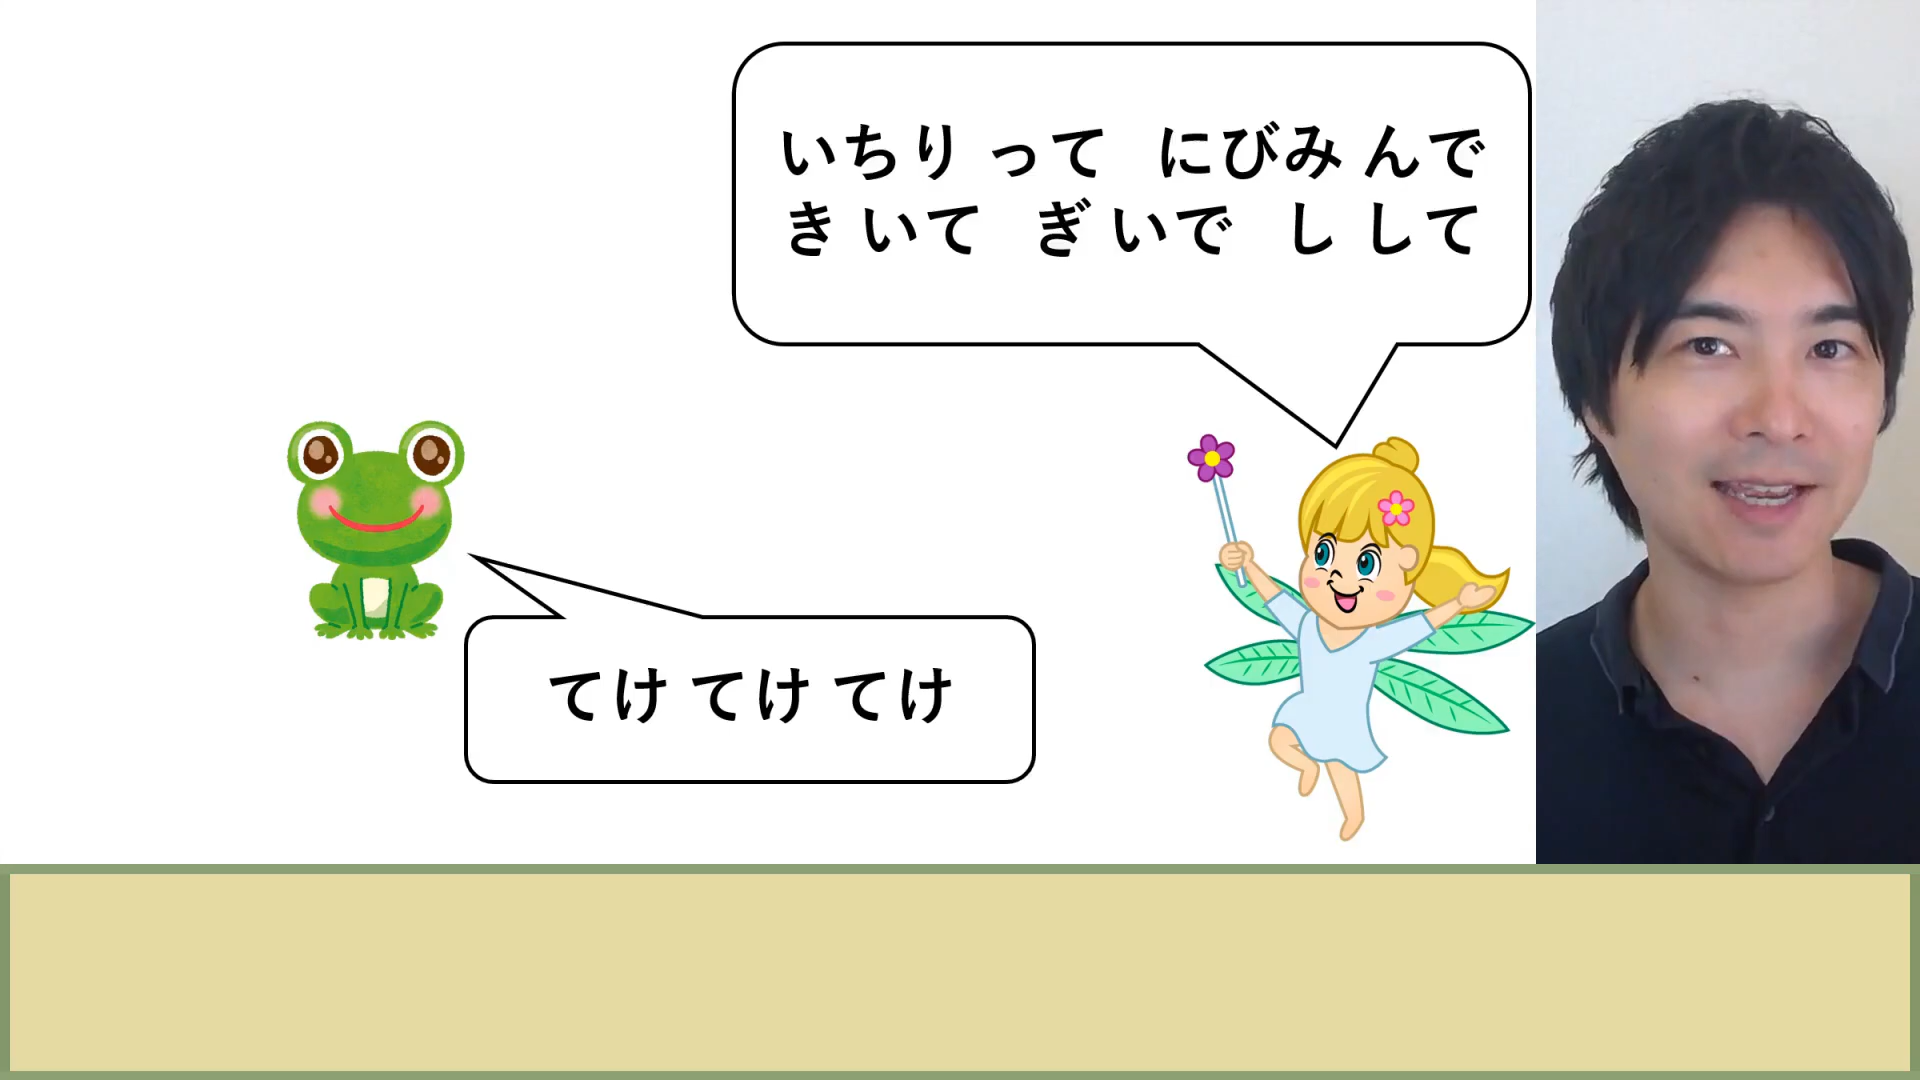 いちりって にびみんで
きいて ぎいで しして
てけ てけ てけ